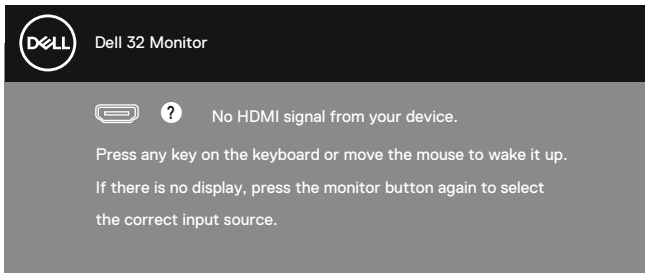 DELL
Dell 32 Monitor
? No HDMI signal from your device.
Press any key on the keyboard or move the mouse to wake it up.
If there is no display, press the monitor button again to select
the correct input source.